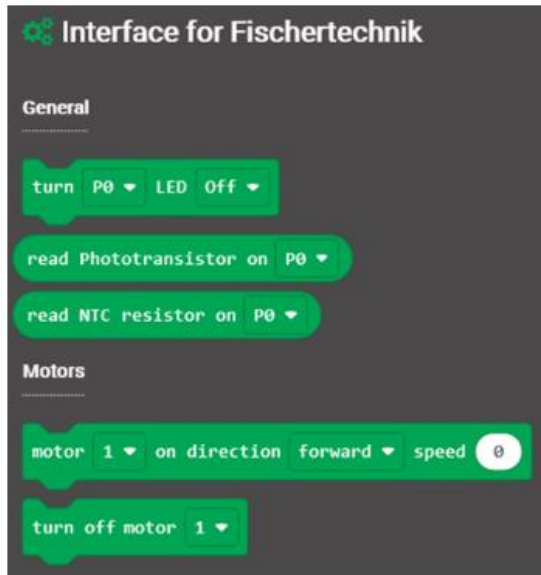 Interface for Fischertechnik
General
turn P0 LED Off
read Phototransistor on P0
read NTC resistor on P0
Motors
motor 1 on direction forward speed 0
turn off motor 1